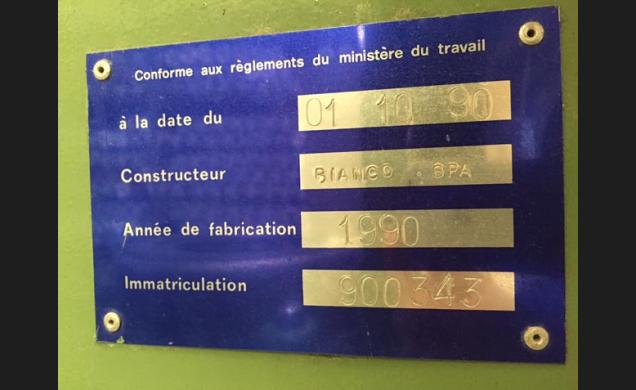 Conforme aux règlements du ministère du travail
à la date du 01 10 90
Constructeur BIANCO . SPA
Année de fabrication 1990
Immatriculation 900343